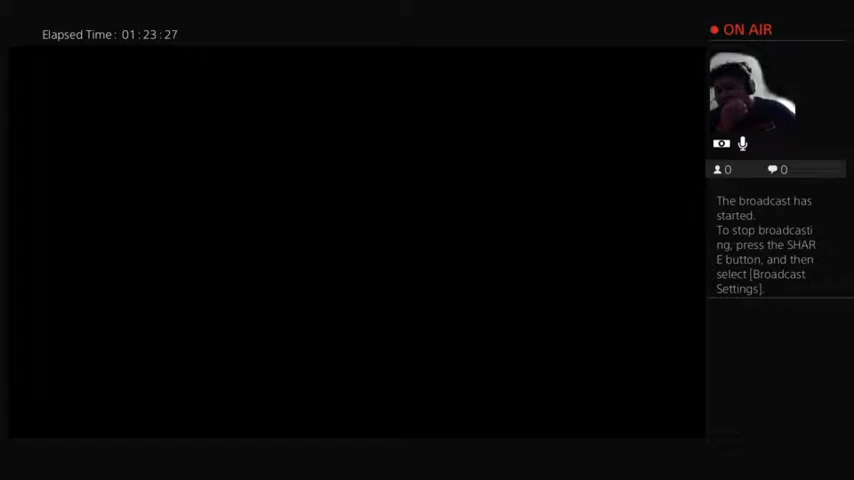 Elapsed Time: 01:23:27
ON AIR
0 0
The broadcast has
started.
To stop broadcasti
ng, press the SHAR
E button, and then
select [Broadcast
Settings].